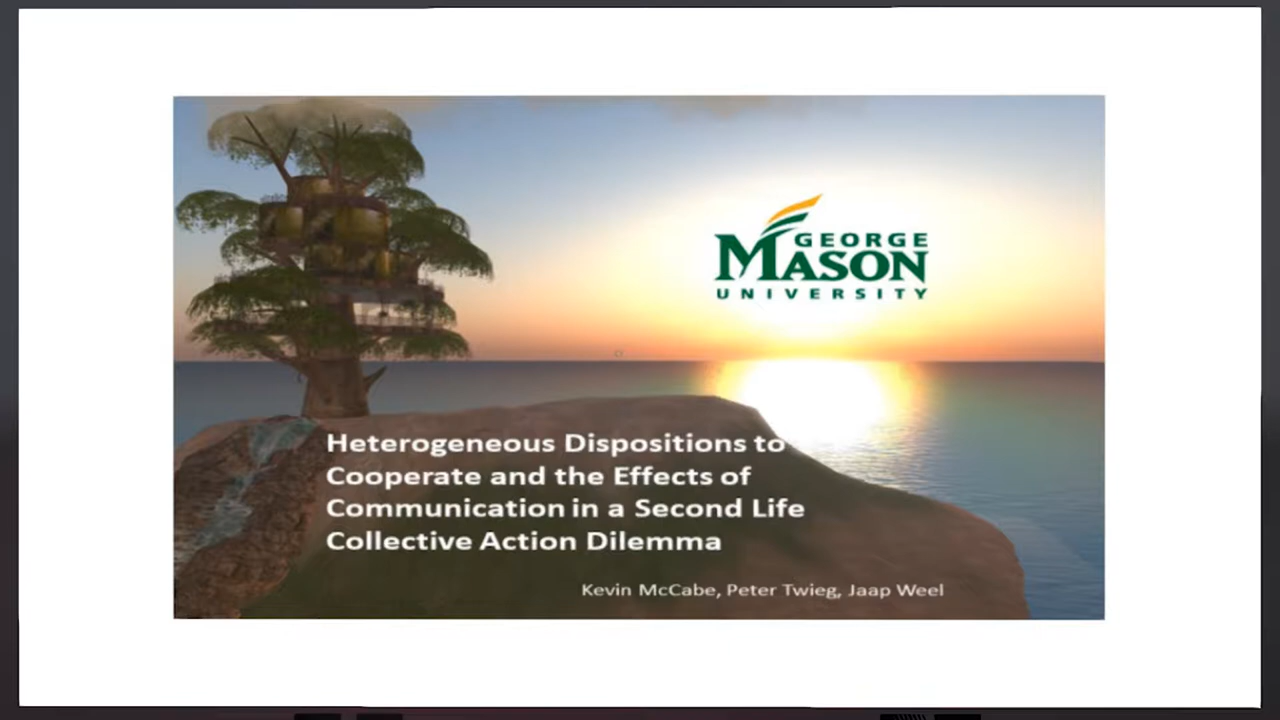 GEORGE
MASON
UNIVERSITY
Heterogeneous Dispositions to
Cooperate and the Effects of
Communication in a Second Life
Collective Action Dilemma
Kevin McCabe, Peter Twieg, Jaap Weel